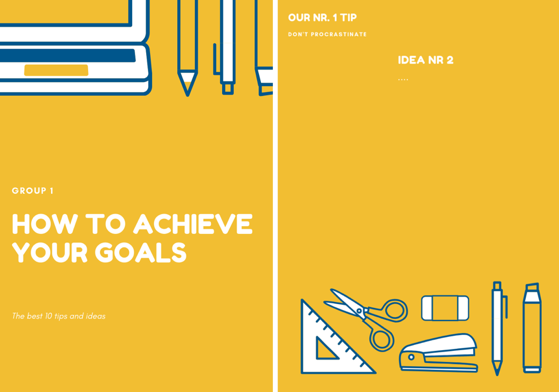 GROUP 1
HOW TO ACHIEVE
YOUR GOALS
The best 10 tips and ideas
OUR NR. 1 TIP
DON'T PROCRASTINATE
IDEA NR 2
....